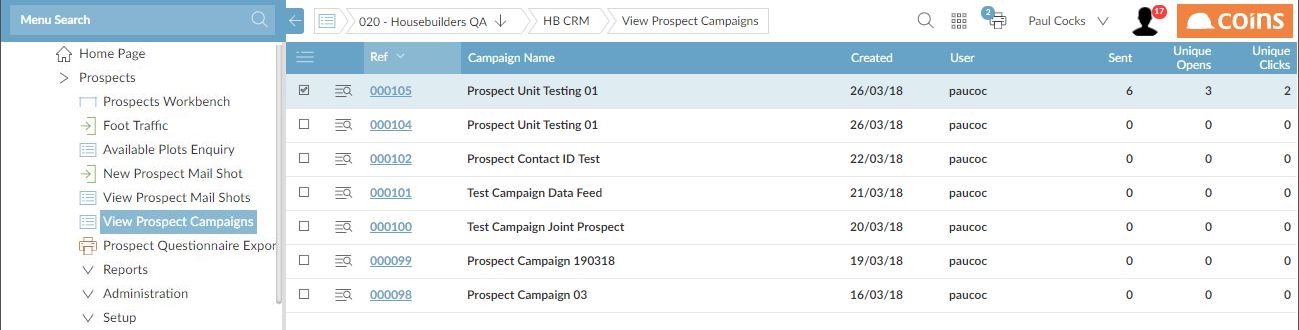 Menu Search
020 - Housebuilders QA
HB CRM
View Prospect Campaigns
2
Paul Cocks
17
coins
Home Page
Prospects
Prospects Workbench
Foot Traffic
Available Plots Enquiry
New Prospect Mail Shot
View Prospect Mail Shots
View Prospect Campaigns
Prospect Questionnaire Expor
Reports
Administration
Setup
Ref Campaign Name Created User Sent Unique Opens Unique Clicks
000105 Prospect Unit Testing 01 26/03/18 paucoc 6 3 2
000104 Prospect Unit Testing 01 26/03/18 paucoc 0 0 0
000102 Prospect Contact ID Test 22/03/18 paucoc 0 0 0
000101 Test Campaign Data Feed 21/03/18 paucoc 0 0 0
000100 Test Campaign Joint Prospect 20/03/18 paucoc 0 0 0
000099 Prospect Campaign 190318 19/03/18 paucoc 0 0 0
000098 Prospect Campaign 03 16/03/18 paucoc 0 0 0